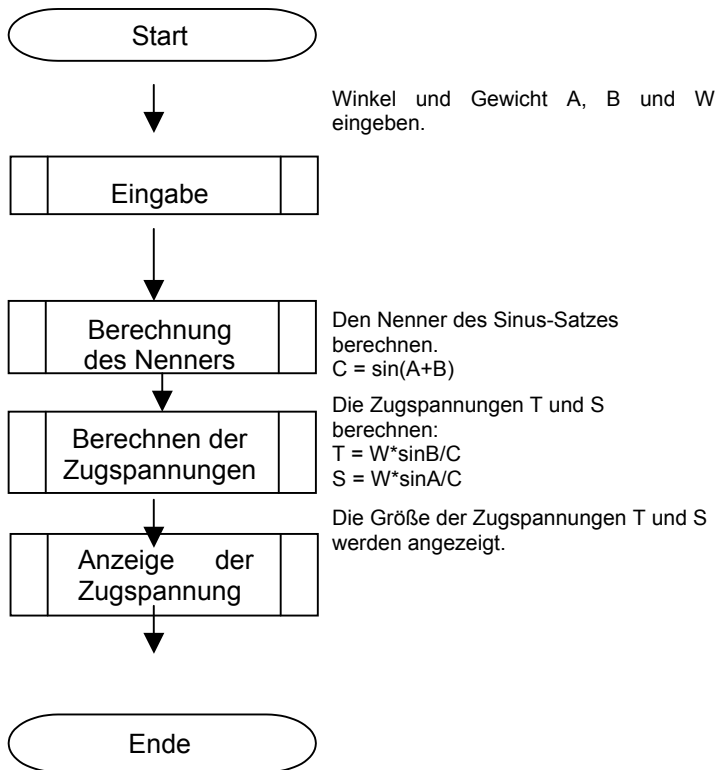 Start
Winkel und Gewicht A, B und W
eingeben.
Eingabe
Berechnung
des Nenners
Den Nenner des Sinus-Satzes
berechnen.
C = sin(A+B)
Berechnen der
Zugspannungen
Die Zugspannungen T und S
berechnen:
T = W*sinB/C
S = W*sinA/C
Anzeige der
Zugspannung
Die Größe der Zugspannungen T und S
werden angezeigt.
Ende